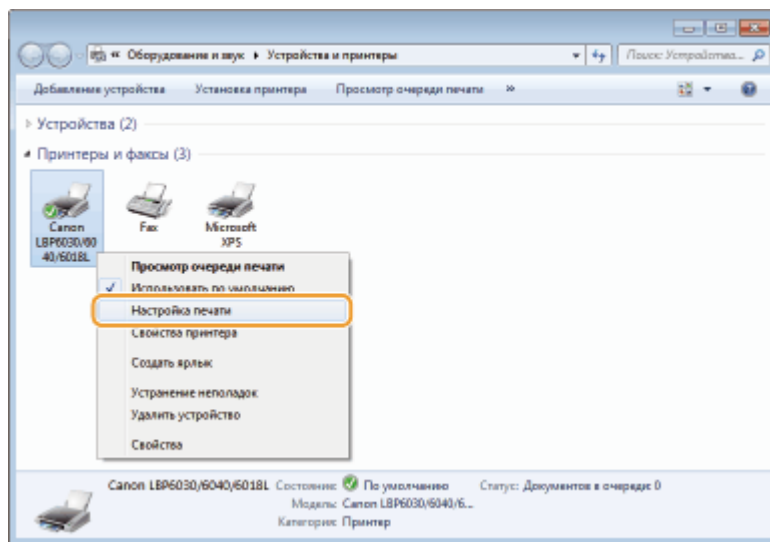 « Оборудование и звук ▸ Устройства и принтеры
Поиск: Устройства...
Добавление устройства Установка принтера Просмотр очереди печати »
Устройства (2)
Принтеры и факсы (3)
Canon LBP6030/60 40/6018L
Fax
Microsoft XPS
Просмотр очереди печати
Использовать по умолчанию
Настройка печати
Свойства принтера
Создать ярлык
Устранение неполадок
Удалить устройство
Свойства
Canon LBP6030/6040/6018L Состояние: По умолчанию Статус: Документов в очереди: 0
Модель: Canon LBP6030/6040/6...
Категория: Принтер